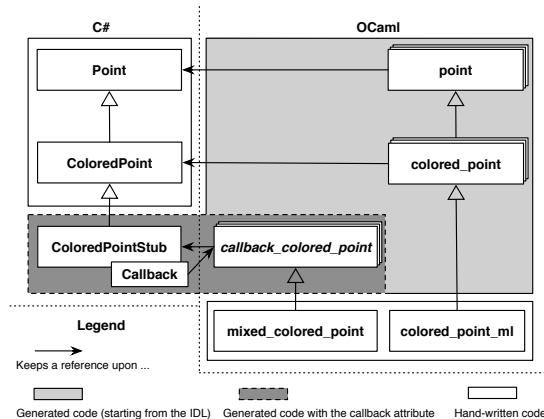 C#
OCaml
Point
point
ColoredPoint
colored_point
ColoredPointStub
callback_colored_point
Callback
Legend
mixed_colored_point
colored_point_ml
Keeps a reference upon ...
Generated code (starting from the IDL)
Generated code with the callback attribute
Hand-written code